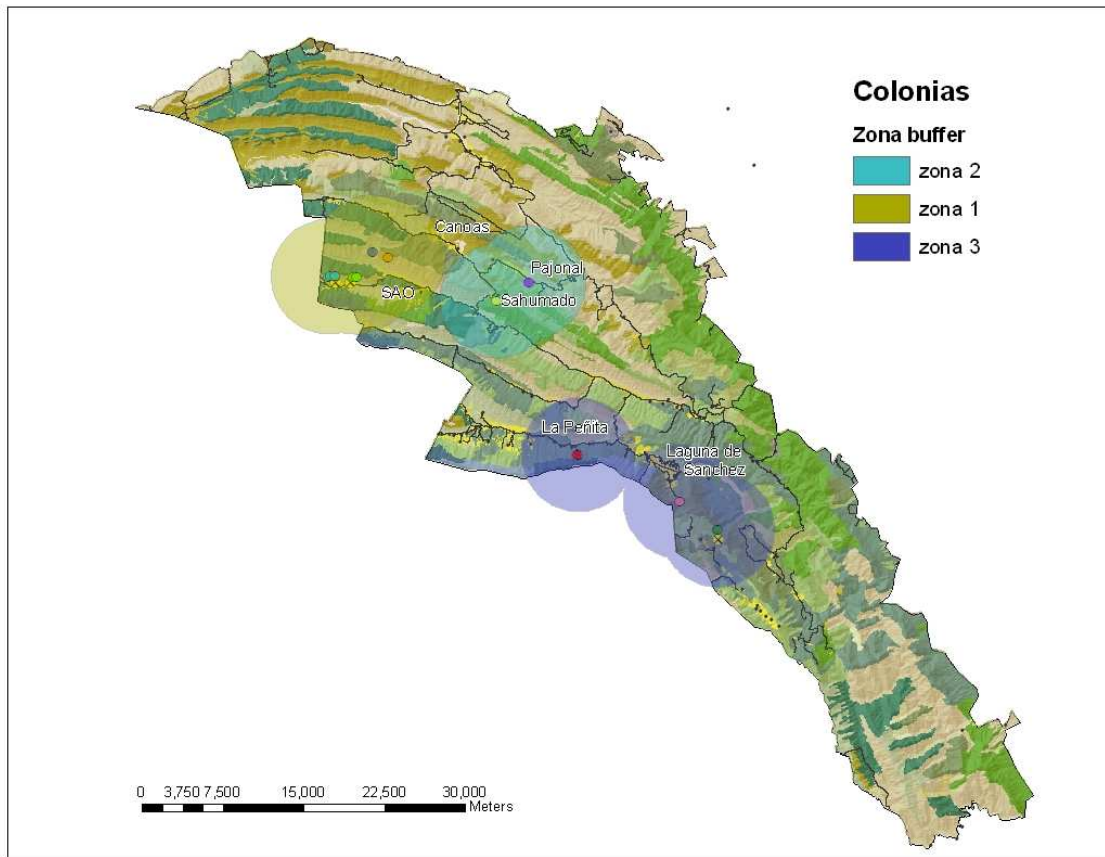 Colonias
Zona buffer
zona 2
zona 1
zona 3
Canoas
Fajonal
SAO
Sahumado
La Peñita
Laguna de
Sanchez
0 3,750 7,500 15,000 22,500 30,000
Meters